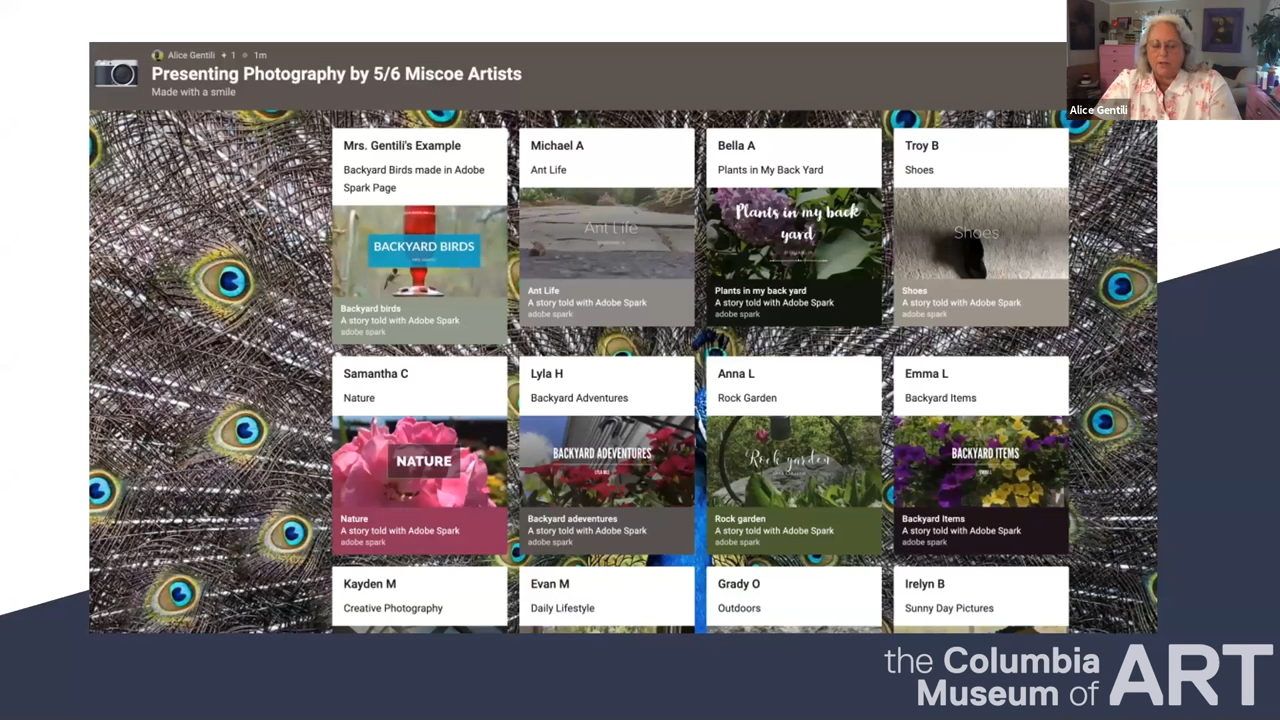 Alice Gentili + 1 1m
Presenting Photography by 5/6 Miscoe Artists
Made with a smile
Alice Gentili
Mrs. Gentili's Example
Backyard Birds made in Adobe
Spark Page
BACKYARD BIRDS
Backyard birds
A story told with Adobe Spark
adobe spark
Michael A
Ant Life
Ant Life
Ant Life
A story told with Adobe Spark
adobe spark
Bella A
Plants in My Back Yard
Plants in my back
yard
Plants in my back yard
A story told with Adobe Spark
adobe spark
Troy B
Shoes
Shoes
Shoes
A story told with Adobe Spark
adobe spark
Samantha C
Nature
NATURE
Nature
A story told with Adobe Spark
adobe spark
Lyla H
Backyard Adventures
BACKYARD ADEVENTURES
Backyard adeventures
A story told with Adobe Spark
adobe spark
Anna L
Rock Garden
Rock garden
Rock garden
A story told with Adobe Spark
adobe spark
Emma L
Backyard Items
BACKYARD ITEMS
Backyard Items
A story told with Adobe Spark
adobe spark
Kayden M
Creative Photography
Evan M
Daily Lifestyle
Grady O
Outdoors
Irelyn B
Sunny Day Pictures
the Columbia
Museum of ART